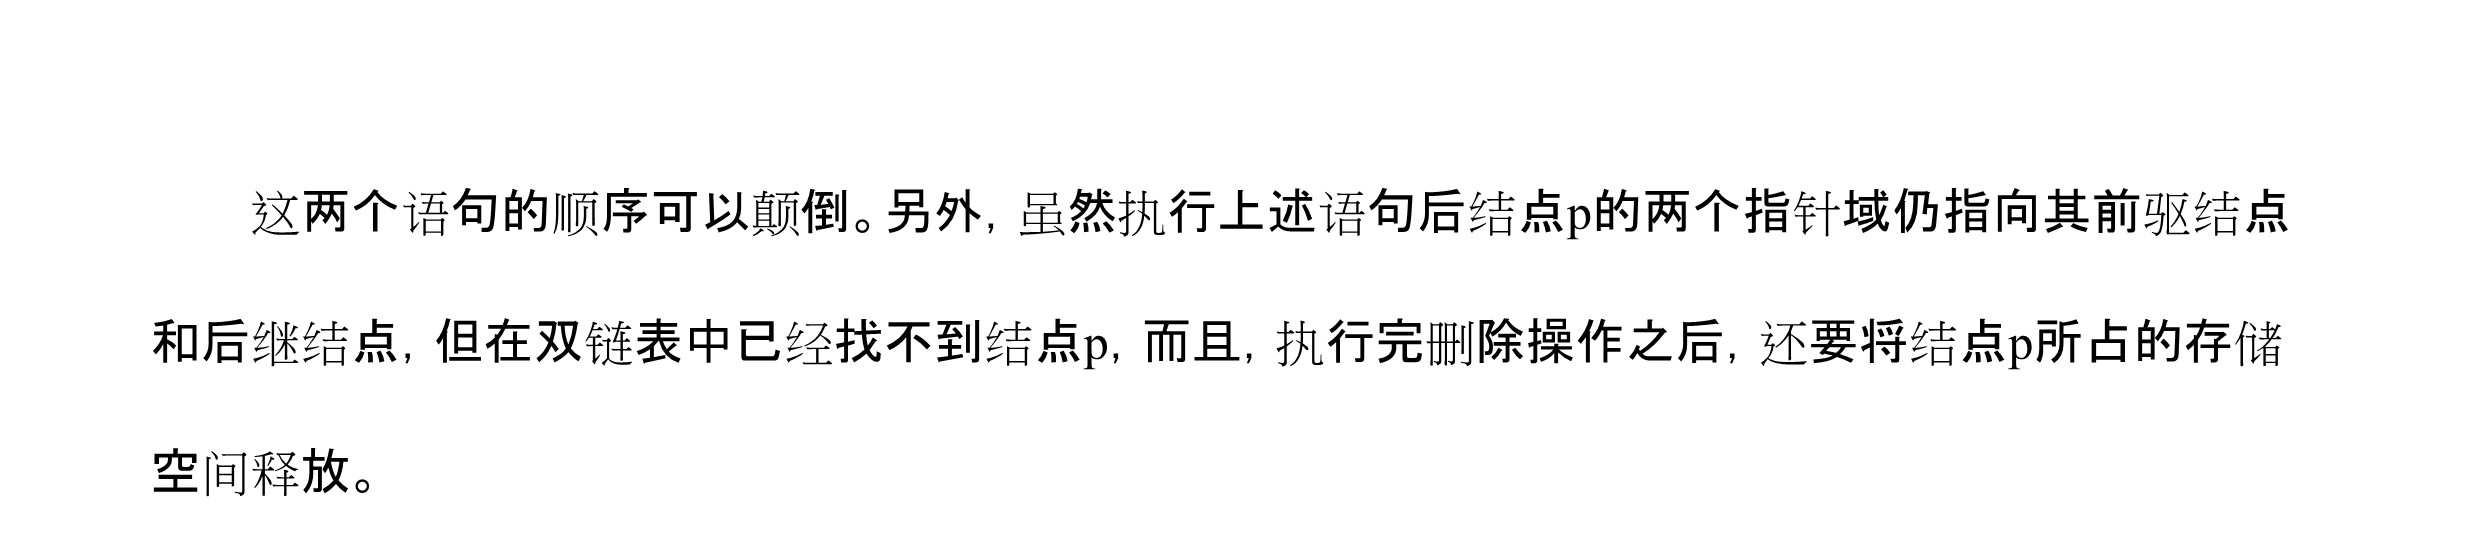 这两个语句的顺序可以颠倒。另外，虽然执行上述语句后结点p的两个指针域仍指向其前驱结点
和后继结点，但在双链表中已经找不到结点p，而且，执行完删除操作之后，还要将结点p所占的存储
空间释放。